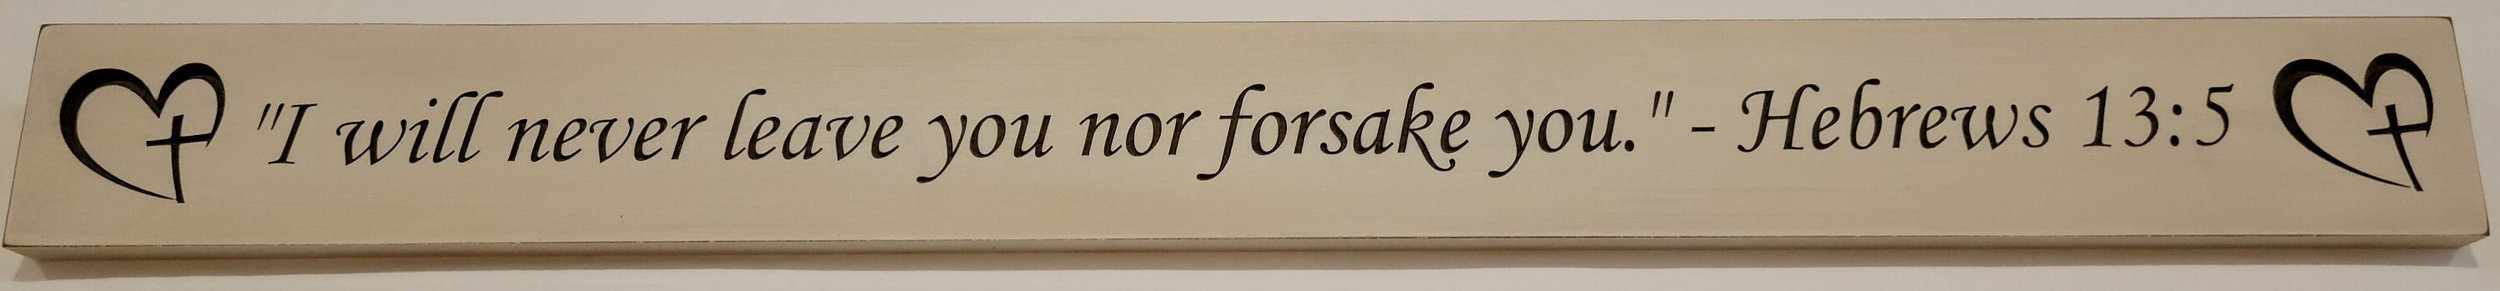 "I will never leave you nor forsake you." - Hebrews 13:5